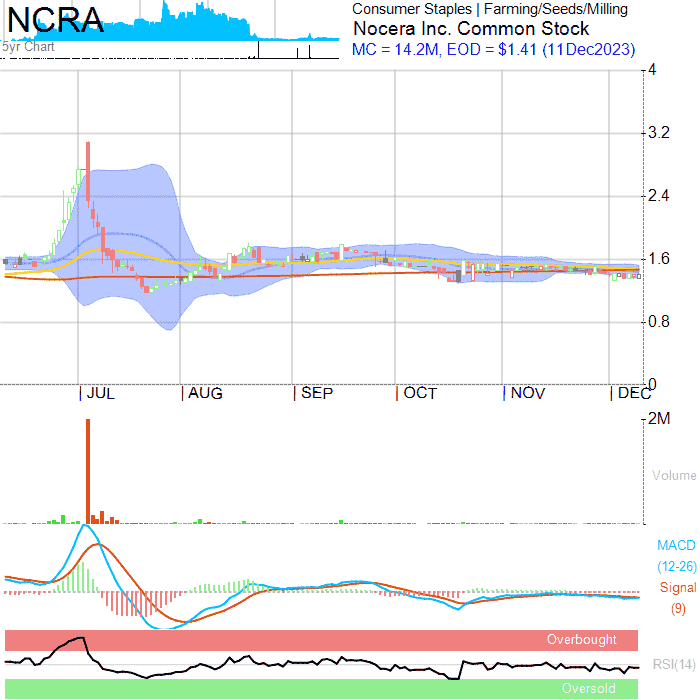 NCRA
5yr Chart
Consumer Staples | Farming/Seeds/Milling
Nocera Inc. Common Stock
MC = 14.2M, EOD = $1.41 (11Dec2023)
4
3.2
2.4
1.6
0.8
0
JUL AUG SEP OCT NOV DEC
2M
Volume
MACD
(12-26)
Signal
(9)
Overbought
RSI(14)
Oversold